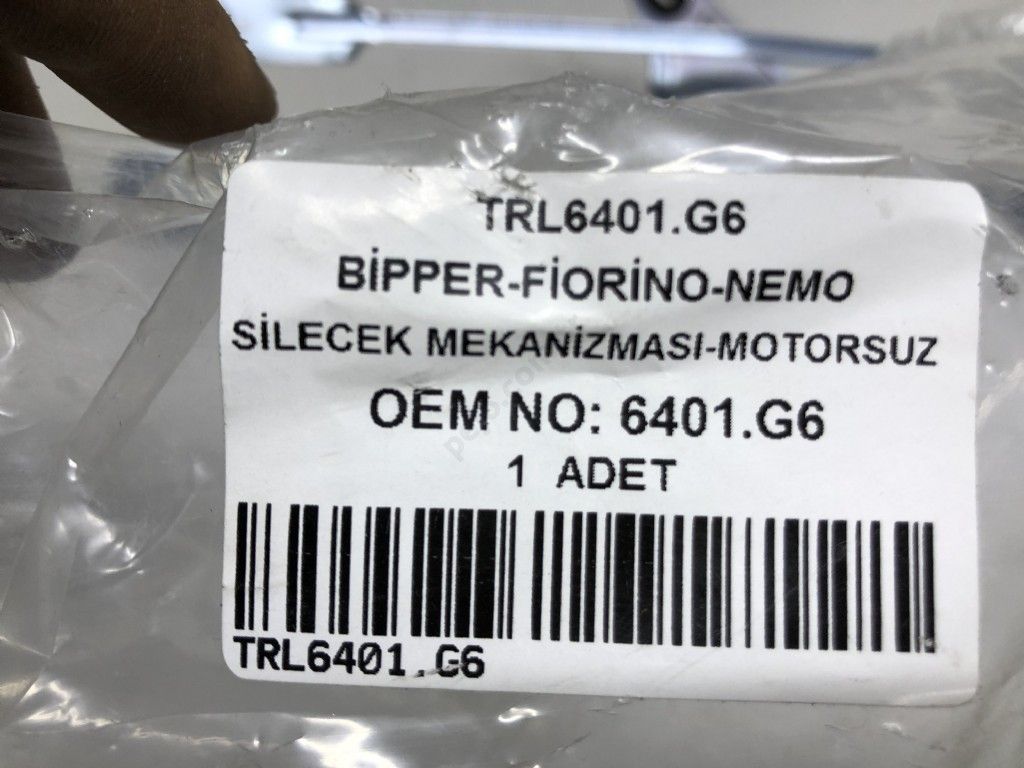 TRL6401.G6
BİPPER-FİORİNO-NEMO
SİLECEK MEKANİZMASI-MOTORSUZ
OEM NO: 6401.G6
1 ADET
TRL6401.G6